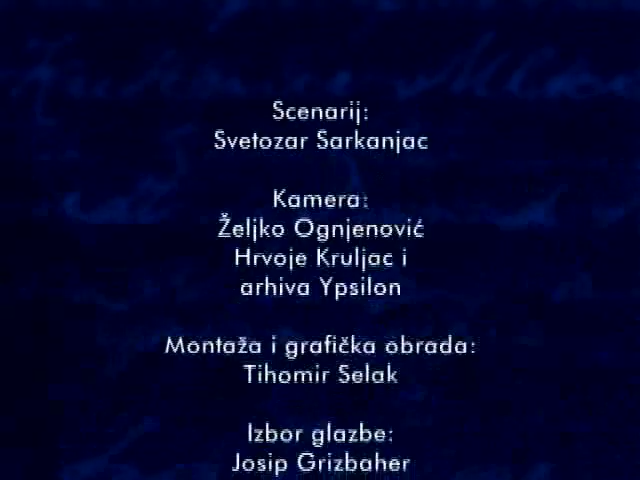 Scenarij:
Svetozar Sarkanjac
Kamera:
Željko Ognjenović
Hrvoje Kruljac i
arhiva Ypsilon
Montaža i grafička obrada:
Tihomir Selak
Izbor glazbe:
Josip Grizbaher